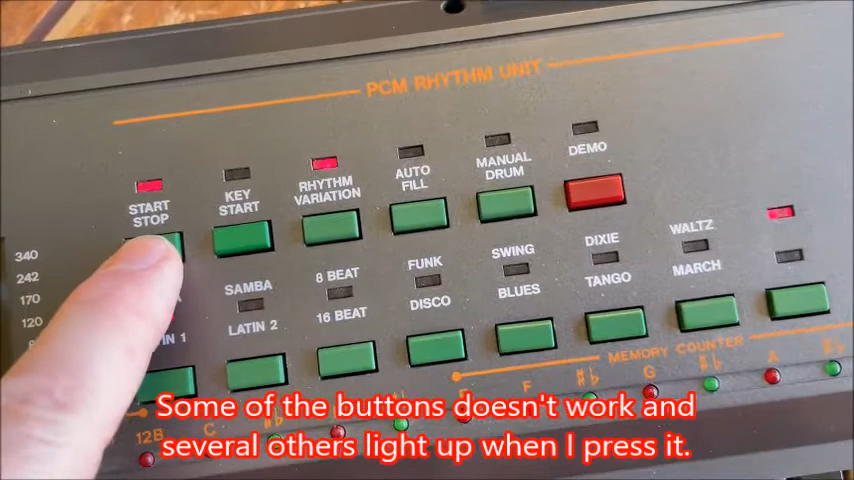 PCM RHYTHM UNIT
START
STOP
KEY
START
RHYTHM
VARIATION
AUTO
FILL
MANUAL
DRUM
DEMO
340
242
170
120
SAMBA
LATIN 2
8 BEAT
16 BEAT
FUNK
DISCO
SWING
BLUES
DIXIE
TANGO
WALTZ
MARCH
MEMORY COUNTER
12B
C
F
G
A
Some of the buttons doesn't work and
several others light up when I press it.